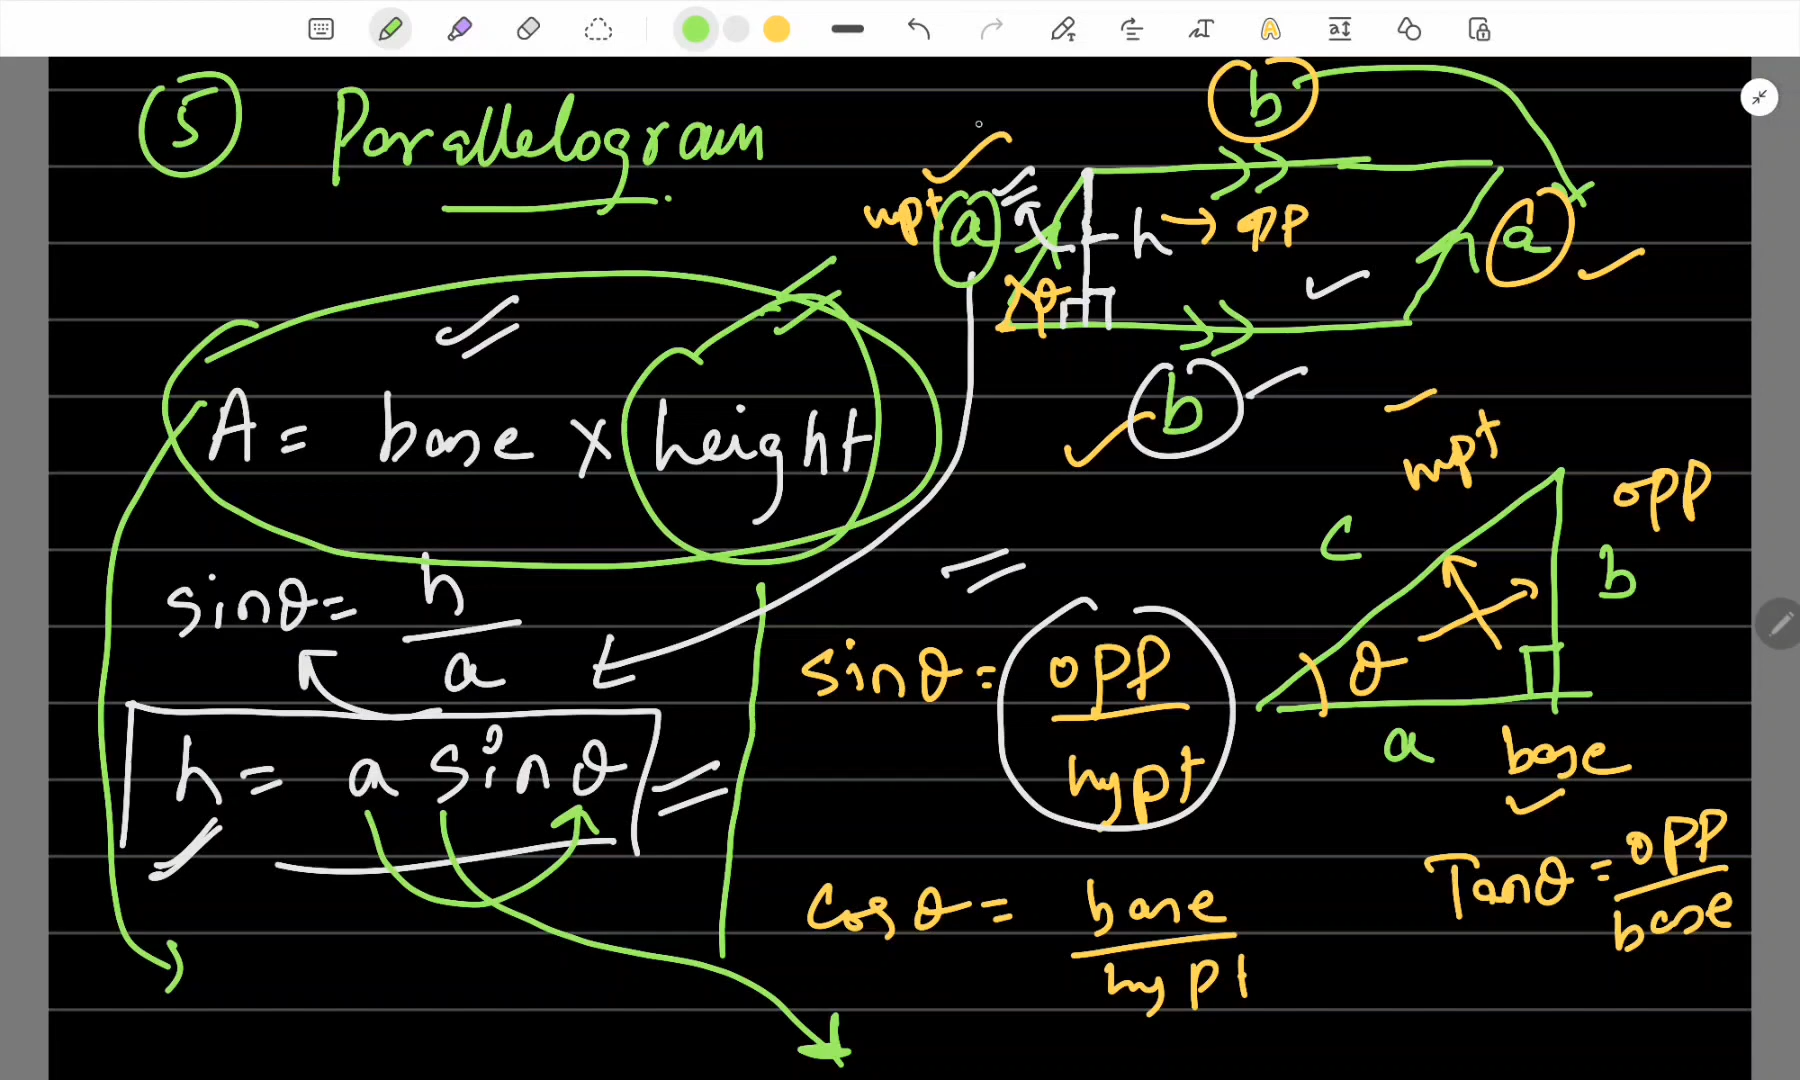 5 Parallelogram
b
hypt a h → opp a
θ
b
A = base × height
hypt
opp
c
b
θ
a
base
sinθ = h/a
sinθ = opp/hypt
h = a sinθ
Cosθ = base/hypt
Tanθ = opp/base